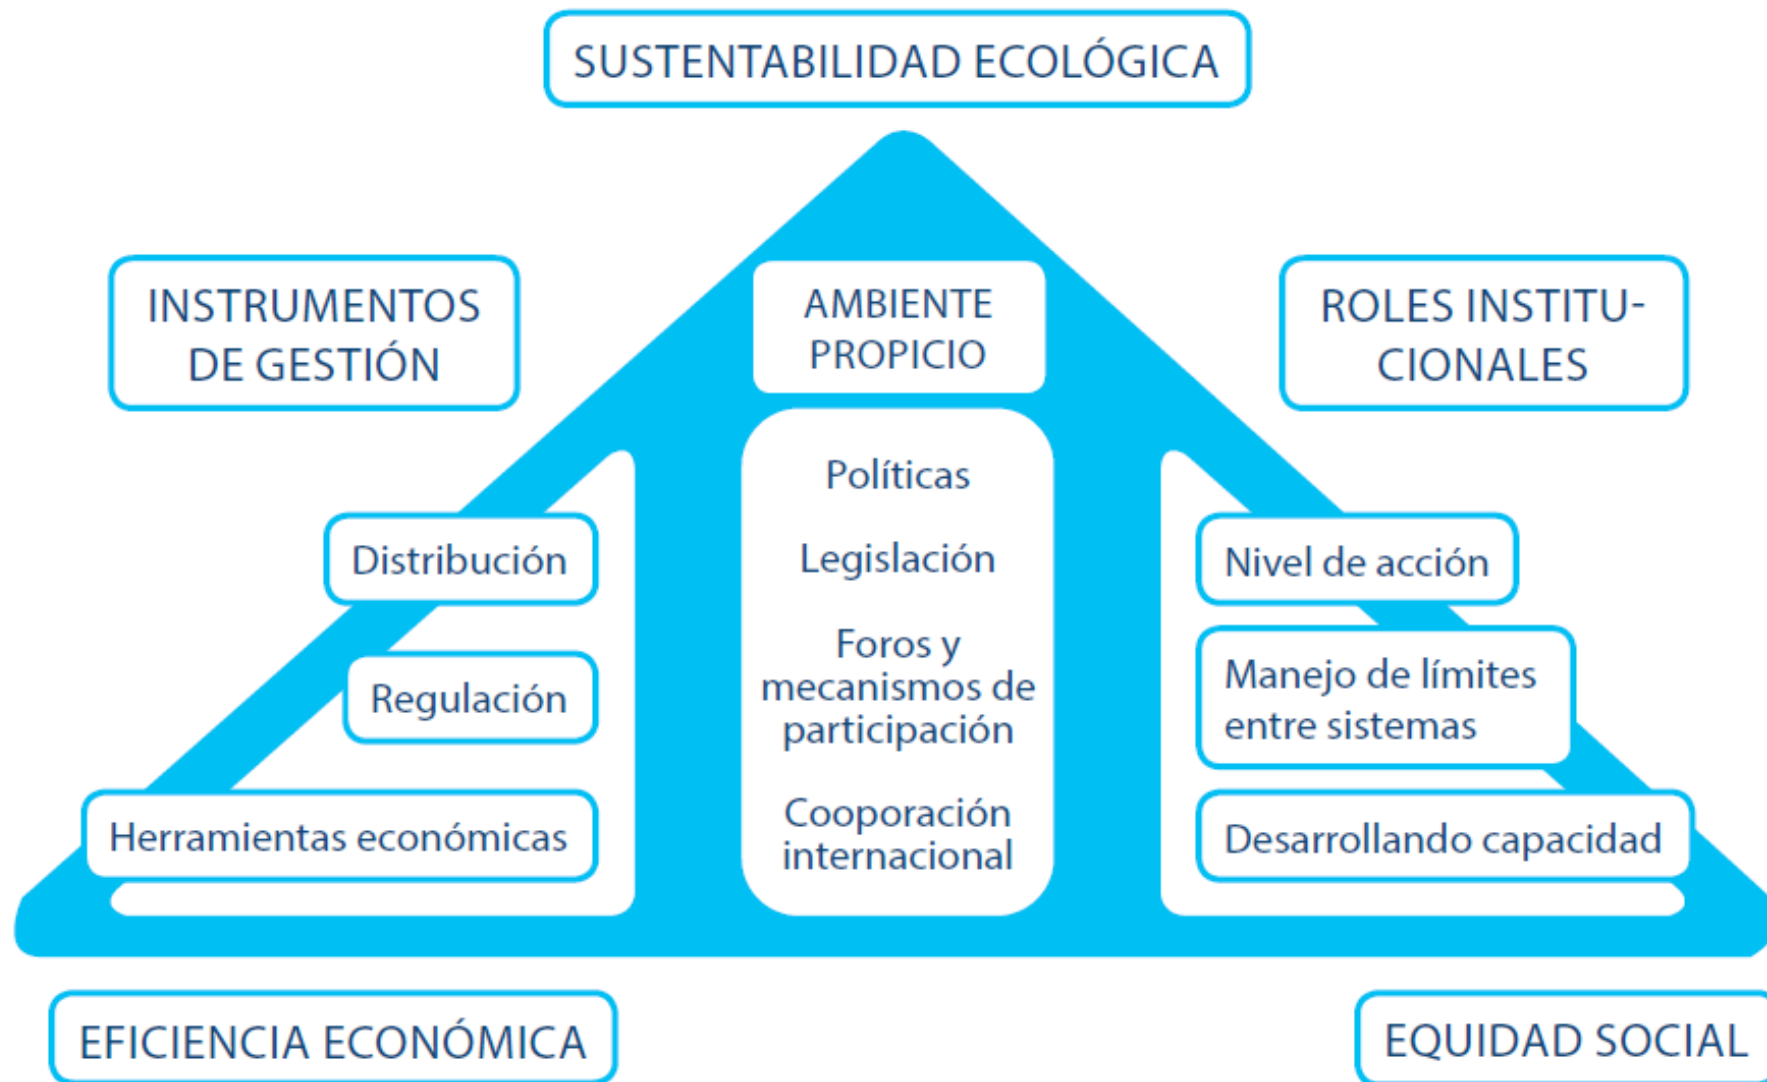 SUSTENTABILIDAD ECOLÓGICA
INSTRUMENTOS
DE GESTIÓN
AMBIENTE
PROPICIO
ROLES INSTITU-
CIONALES
Distribución
Regulación
Herramientas económicas
Políticas
Legislación
Foros y
mecanismos de
participación
Cooporación
internacional
Nivel de acción
Manejo de límites
entre sistemas
Desarrollando capacidad
EFICIENCIA ECONÓMICA
EQUIDAD SOCIAL